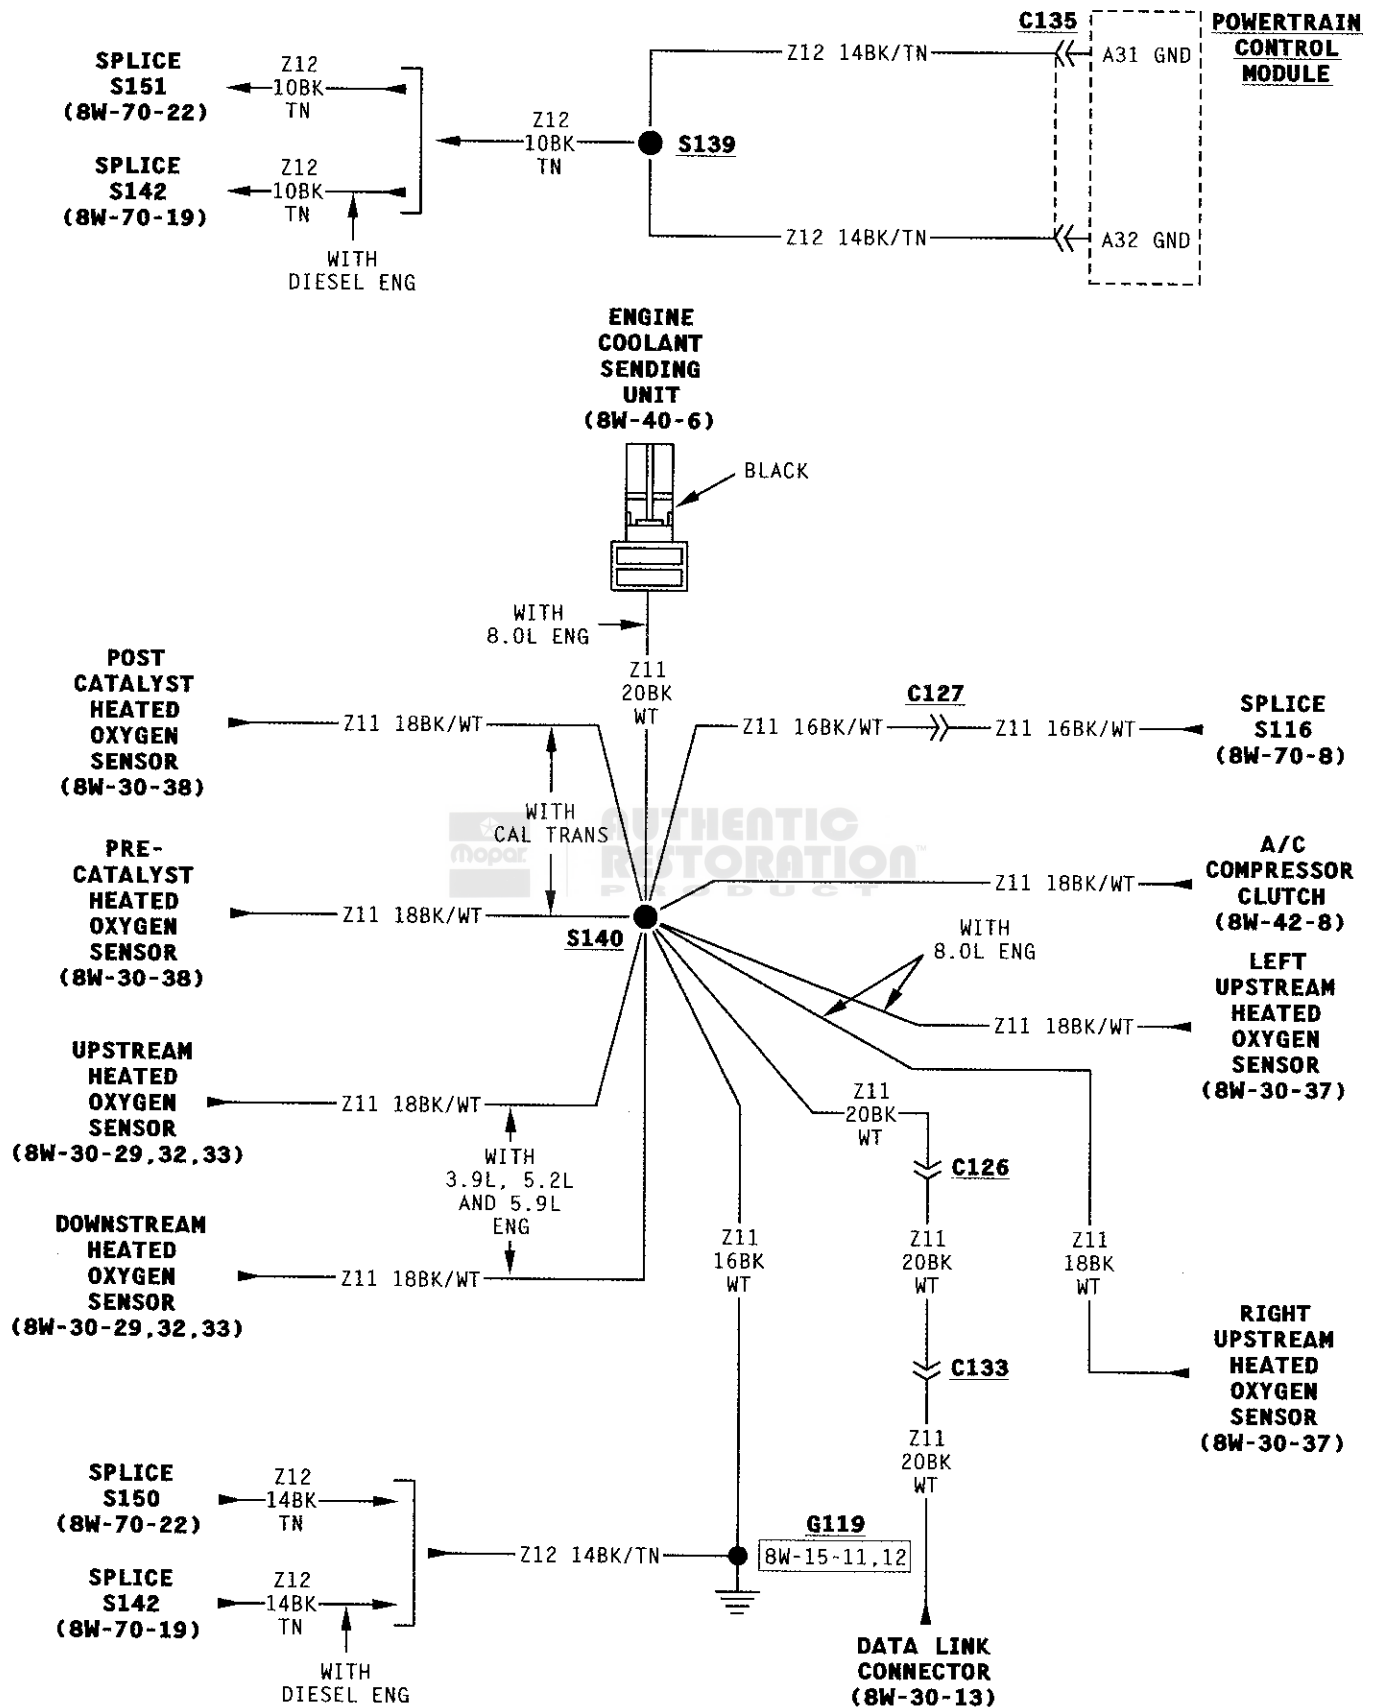 C135
POWERTRAIN
CONTROL
MODULE
A31 GND
A32 GND
SPLICE
S151
(8W-70-22)
Z12
10BK
TN
SPLICE
S142
(8W-70-19)
Z12
10BK
TN
WITH
DIESEL ENG
Z12
10BK
TN
S139
Z12 14BK/TN
Z12 14BK/TN
ENGINE
COOLANT
SENDING
UNIT
(8W-40-6)
BLACK
WITH
8.0L ENG
Z11
20BK
WT
POST
CATALYST
HEATED
OXYGEN
SENSOR
(8W-30-38)
Z11 18BK/WT
WITH
CAL TRANS
Z11 16BK/WT
C127
Z11 16BK/WT
SPLICE
S116
(8W-70-8)
Mopar
AUTHENTIC
RESTORATION™
PRODUCT
PRE-
CATALYST
HEATED
OXYGEN
SENSOR
(8W-30-38)
Z11 18BK/WT
S140
Z11 18BK/WT
A/C
COMPRESSOR
CLUTCH
(8W-42-8)
WITH
8.0L ENG
Z11 18BK/WT
LEFT
UPSTREAM
HEATED
OXYGEN
SENSOR
(8W-30-37)
UPSTREAM
HEATED
OXYGEN
SENSOR
(8W-30-29,32,33)
Z11 18BK/WT
WITH
3.9L, 5.2L
AND 5.9L
ENG
DOWNSTREAM
HEATED
OXYGEN
SENSOR
(8W-30-29,32,33)
Z11 18BK/WT
Z11
16BK
WT
Z11
20BK
WT
C126
Z11
20BK
WT
C133
Z11
20BK
WT
Z11
18BK
WT
RIGHT
UPSTREAM
HEATED
OXYGEN
SENSOR
(8W-30-37)
SPLICE
S150
(8W-70-22)
Z12
14BK
TN
SPLICE
S142
(8W-70-19)
Z12
14BK
TN
WITH
DIESEL ENG
Z12 14BK/TN
G119
8W-15-11,12
DATA LINK
CONNECTOR
(8W-30-13)